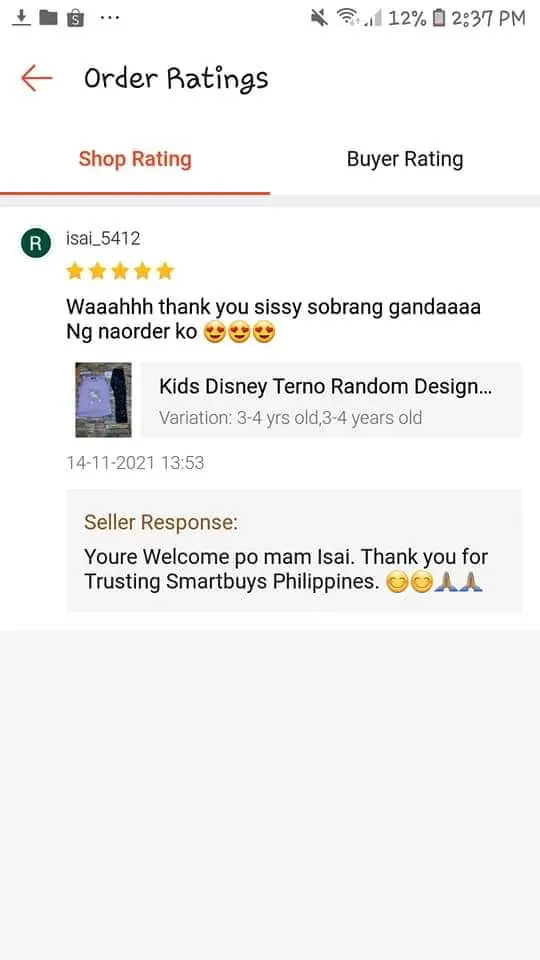 12% 2:37 PM
Order Ratings
Shop Rating
Buyer Rating
R
isai_5412
Waaahhh thank you sissy sobrang gandaaaa
Ng naorder ko 😍😍😍
Kids Disney Terno Random Design...
Variation: 3-4 yrs old,3-4 years old
14-11-2021 13:53
Seller Response:
Youre Welcome po mam Isai. Thank you for
Trusting Smartbuys Philippines. 😊😊🙏🏽🙏🏽